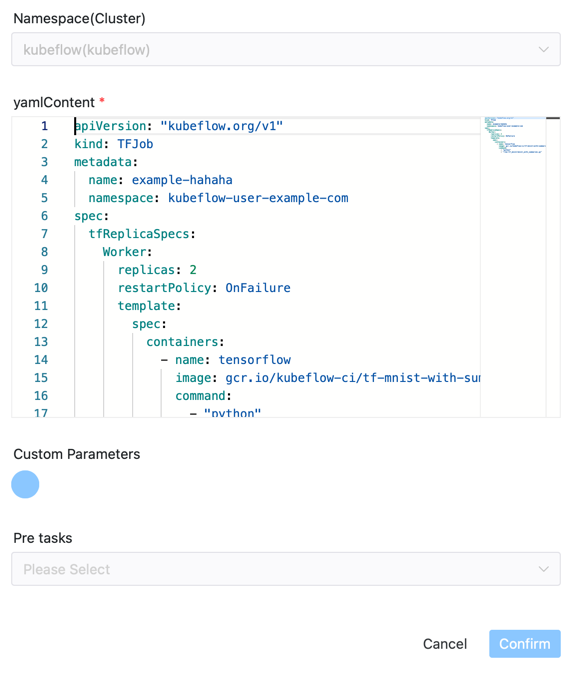 Namespace(Cluster)
kubeflow(kubeflow)
yamlContent *
1 apiVersion: "kubeflow.org/v1"
2 kind: TFJob
3 metadata:
4 name: example-hahaha
5 namespace: kubeflow-user-example-com
6 spec:
7 tfReplicaSpecs:
8 Worker:
9 replicas: 2
10 restartPolicy: OnFailure
11 template:
12 spec:
13 containers:
14 - name: tensorflow
15 image: gcr.io/kubeflow-ci/tf-mnist-with-sum
16 command:
17 - "python"
Custom Parameters
Pre tasks
Please Select
Cancel Confirm